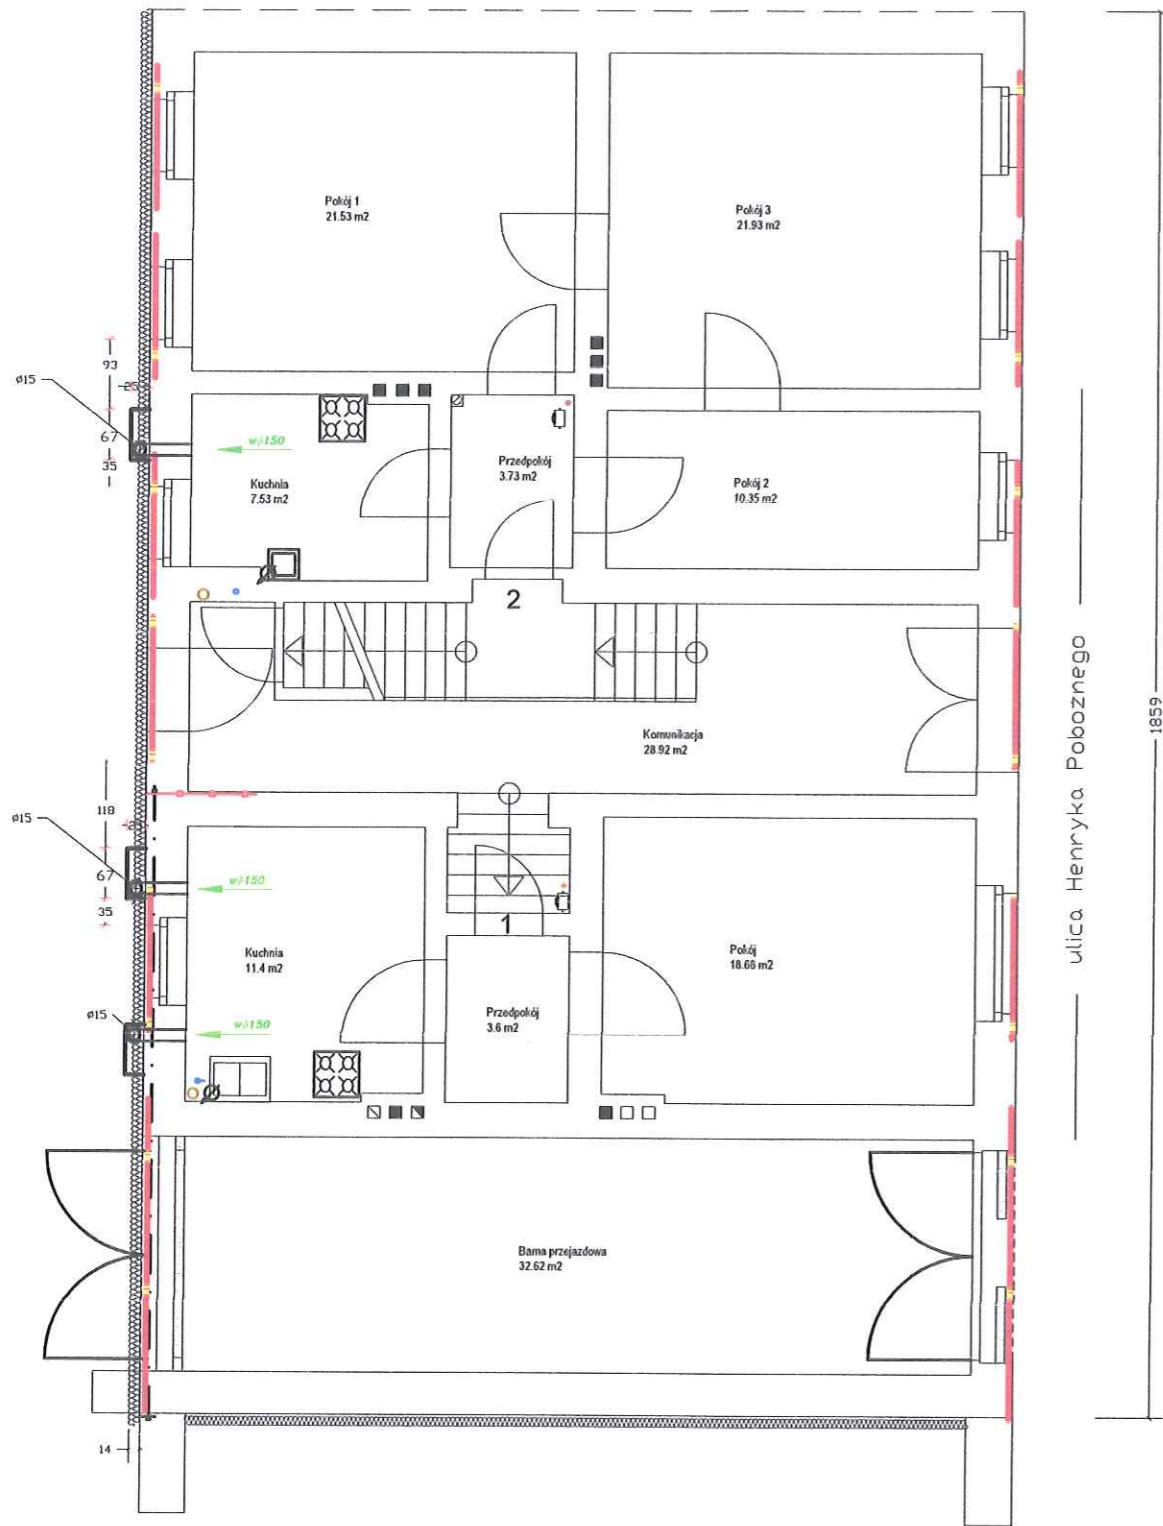 Pokój 1
21.53 m2
Pokój 3
21.93 m2
93
ø15
25
67
35
w/-150
Kuchnia
7.53 m2
Przedpokój
3.73 m2
Pokój 2
10.35 m2
2
Komunikacja
28.92 m2
ulica Henryka Poboznego
1859
118
ø15
67
35
w/-150
1
Kuchnia
11.4 m2
Pokój
18.66 m2
Przedpokój
3.6 m2
ø15
w/-150
Bama przejazdowa
32.62 m2
14